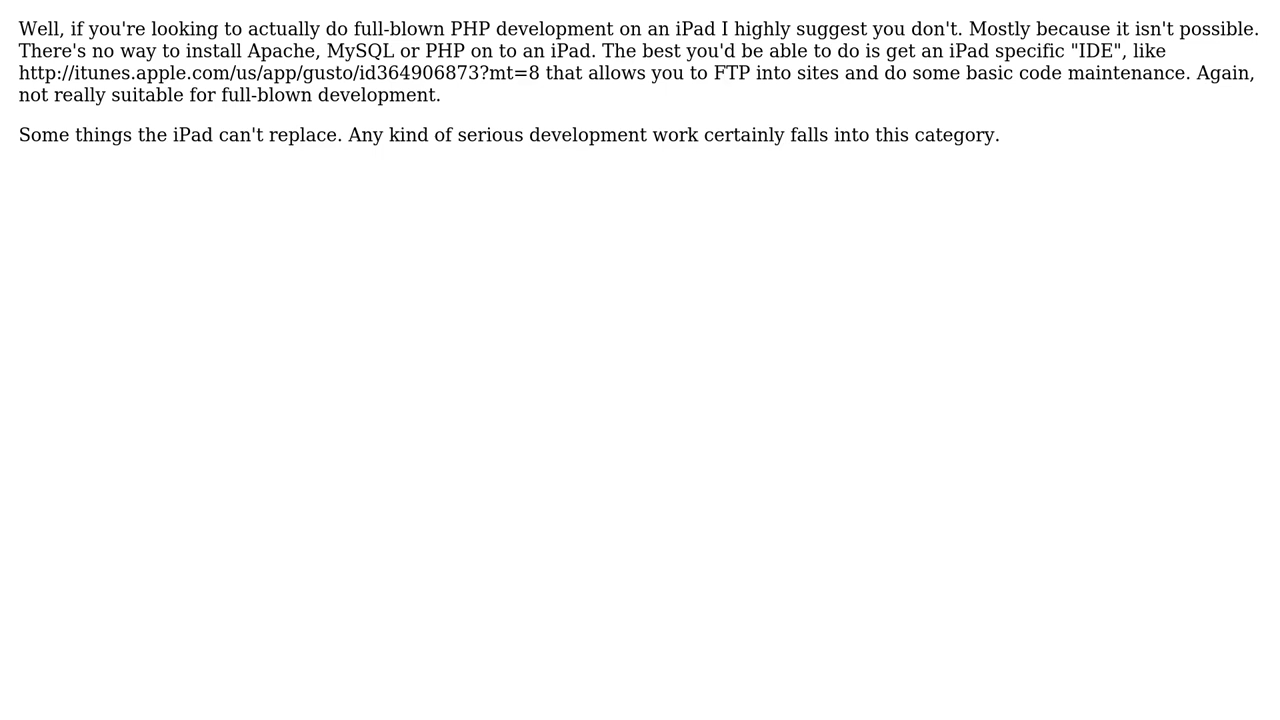 Well, if you're looking to actually do full-blown PHP development on an iPad I highly suggest you don't. Mostly because it isn't possible.
There's no way to install Apache, MySQL or PHP on to an iPad. The best you'd be able to do is get an iPad specific "IDE", like
http://itunes.apple.com/us/app/gusto/id364906873?mt=8 that allows you to FTP into sites and do some basic code maintenance. Again,
not really suitable for full-blown development.
Some things the iPad can't replace. Any kind of serious development work certainly falls into this category.